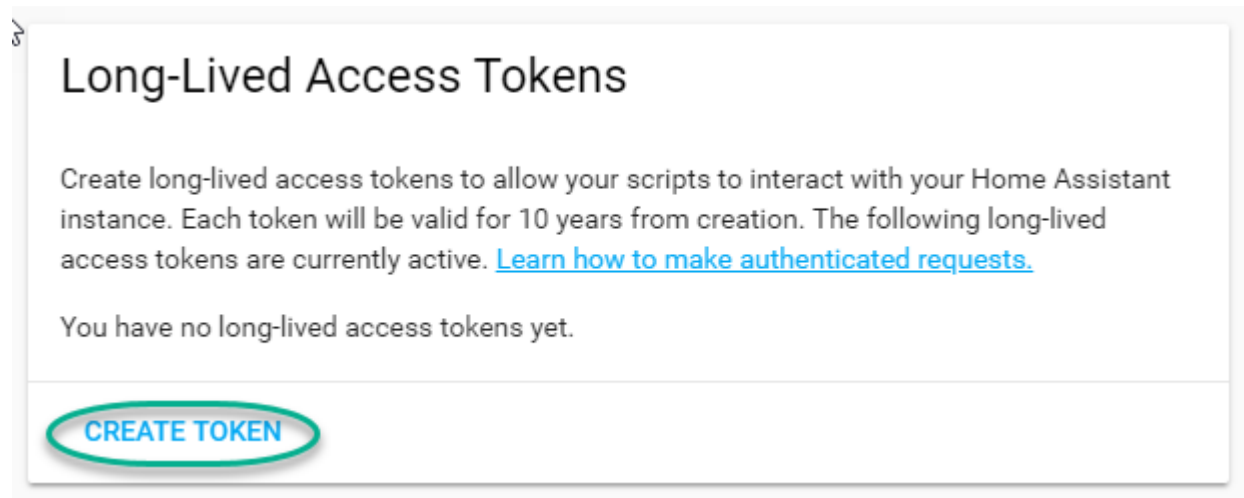 Long-Lived Access Tokens
Create long-lived access tokens to allow your scripts to interact with your Home Assistant
instance. Each token will be valid for 10 years from creation. The following long-lived
access tokens are currently active. Learn how to make authenticated requests.
You have no long-lived access tokens yet.
CREATE TOKEN